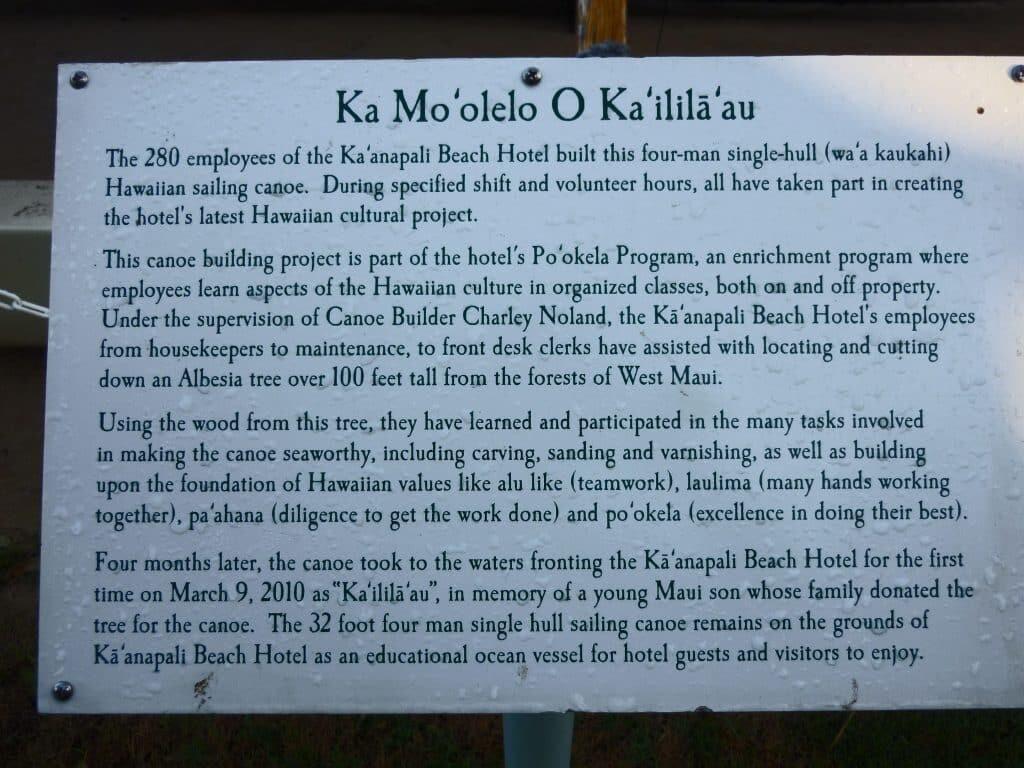 Ka Moʻolelo O Kaʻililāʻau
The 280 employees of the Kaʻanapali Beach Hotel built this four-man single-hull (waʻa kaukahi)
Hawaiian sailing canoe. During specified shift and volunteer hours, all have taken part in creating
the hotel's latest Hawaiian cultural project.
This canoe building project is part of the hotel's Poʻokela Program, an enrichment program where
employees learn aspects of the Hawaiian culture in organized classes, both on and off property.
Under the supervision of Canoe Builder Charley Noland, the Kāʻanapali Beach Hotel's employees
from housekeepers to maintenance, to front desk clerks have assisted with locating and cutting
down an Albesia tree over 100 feet tall from the forests of West Maui.
Using the wood from this tree, they have learned and participated in the many tasks involved
in making the canoe seaworthy, including carving, sanding and varnishing, as well as building
upon the foundation of Hawaiian values like alu like (teamwork), laulima (many hands working
together), paʻahana (diligence to get the work done) and poʻokela (excellence in doing their best).
Four months later, the canoe took to the waters fronting the Kāʻanapali Beach Hotel for the first
time on March 9, 2010 as "Kaʻililāʻau", in memory of a young Maui son whose family donated the
tree for the canoe. The 32 foot four man single hull sailing canoe remains on the grounds of
Kāʻanapali Beach Hotel as an educational ocean vessel for hotel guests and visitors to enjoy.